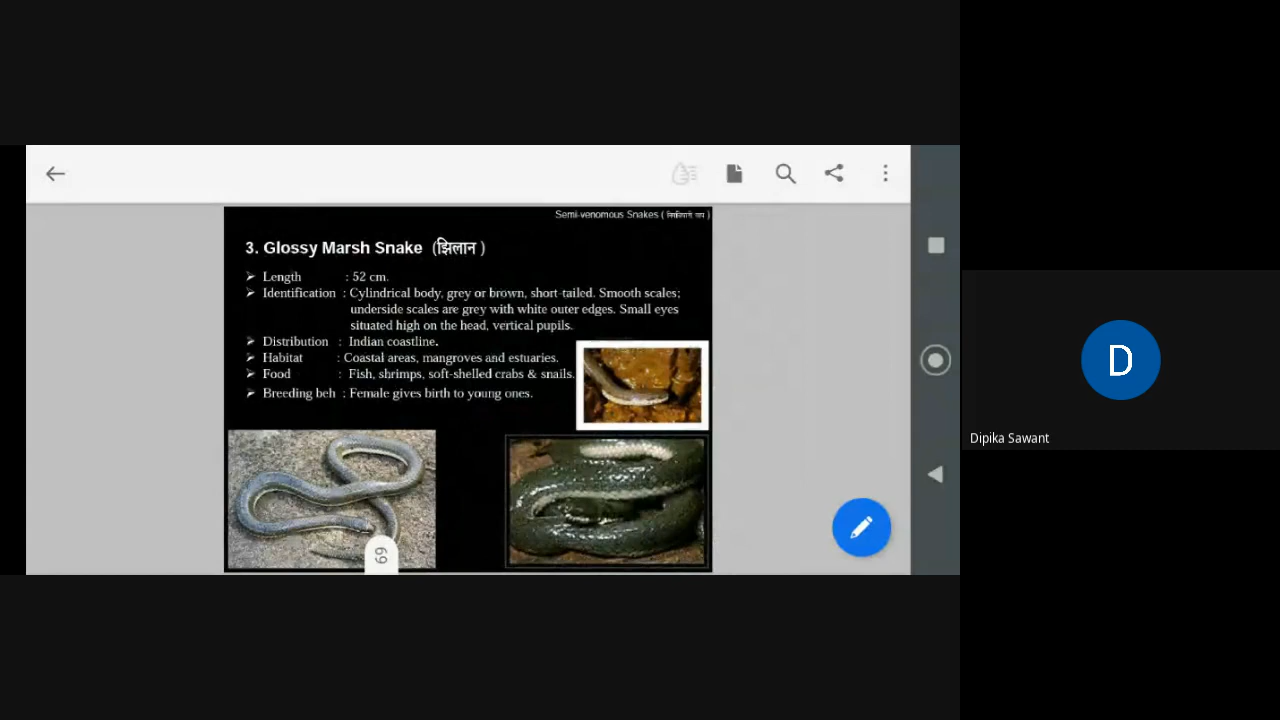 Semi-venomous Snakes (
3. Glossy Marsh Snake (झिलान )
➢ Length : 52 cm.
➢ Identification : Cylindrical body, grey or brown, short-tailed. Smooth scales;
underside scales are grey with white outer edges. Small eyes
situated high on the head, vertical pupils.
➢ Distribution : Indian coastline.
➢ Habitat : Coastal areas, mangroves and estuaries.
➢ Food : Fish, shrimps, soft-shelled crabs & snails.
➢ Breeding beh : Female gives birth to young ones.
69
D
Dipika Sawant